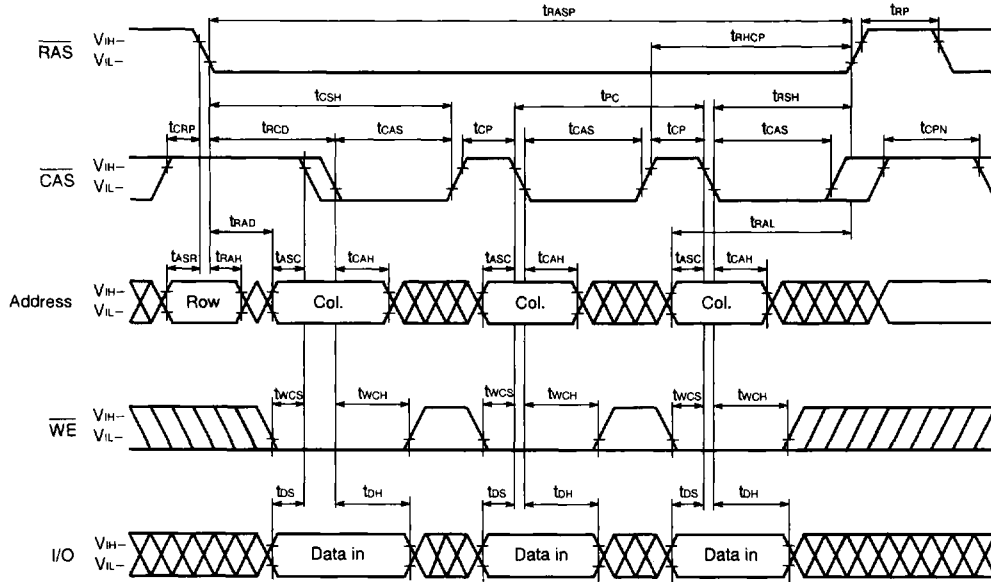 tRASP
tRP
tRHCP
RAS
VIH–
VIL–
tCSH
tPC
tRSH
tCRP
tRCD
tCAS
tCP
tCAS
tCP
tCAS
tCPN
CAS
VIH–
VIL–
tRAD
tRAL
tASR
tRAH
tASC
tCAH
tASC
tCAH
tASC
tCAH
Address
VIH–
VIL–
Row
Col.
Col.
Col.
tWCS
tWCH
tWCS
tWCH
tWCS
tWCH
WE
VIH–
VIL–
tDS
tDH
tDS
tDH
tDS
tDH
I/O
VIH–
VIL–
Data in
Data in
Data in